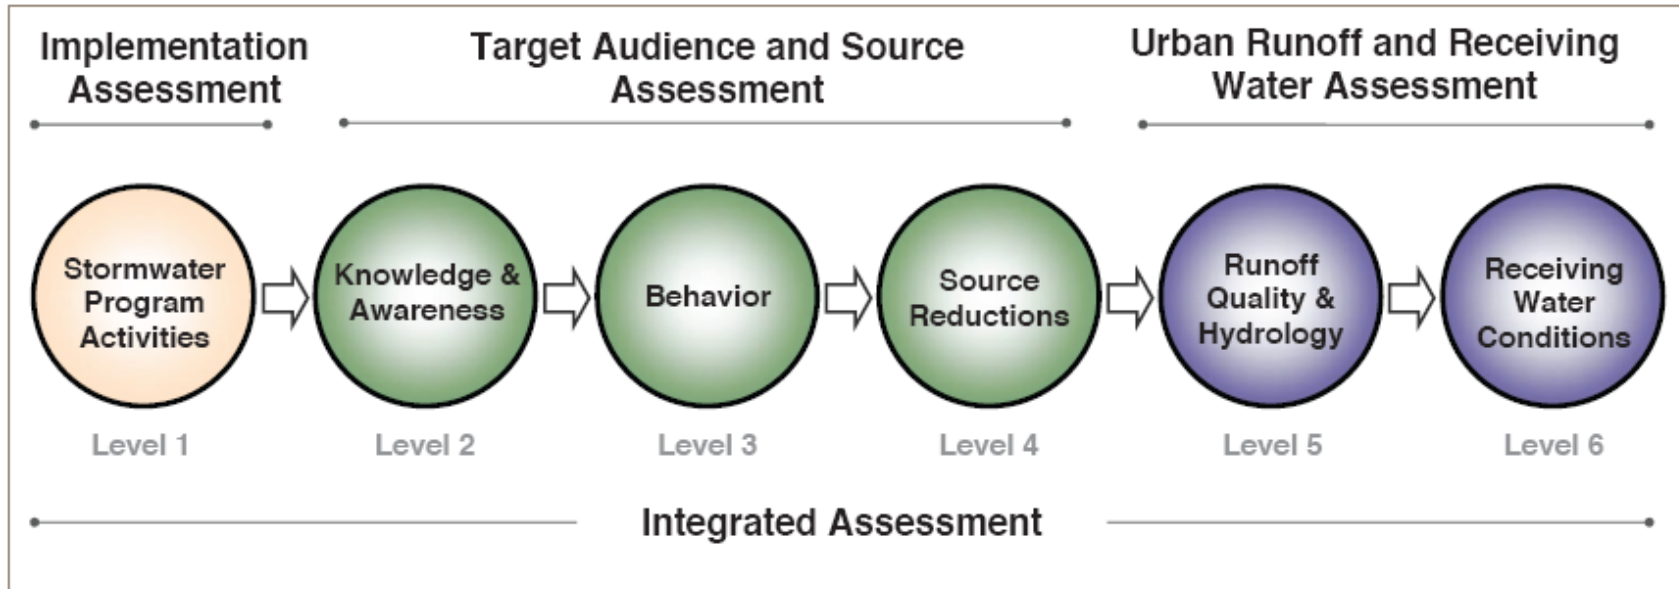 Implementation
Assessment
Target Audience and Source
Assessment
Urban Runoff and Receiving
Water Assessment
Stormwater
Program
Activities
Knowledge &
Awareness
Behavior
Source
Reductions
Runoff
Quality &
Hydrology
Receiving
Water
Conditions
Level 1
Level 2
Level 3
Level 4
Level 5
Level 6
Integrated Assessment